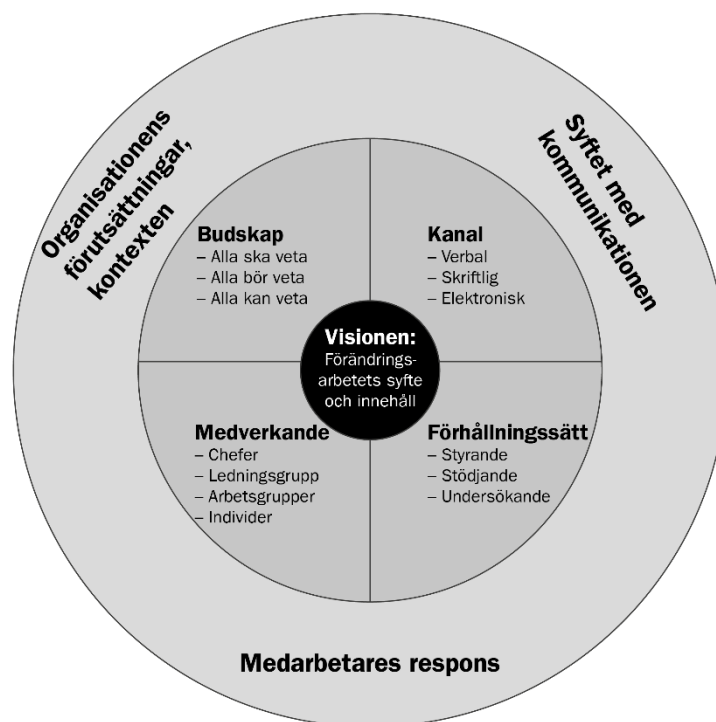 Organisationens
förutsättningar,
kontexten
Syftet med
kommunikationen
Budskap
– Alla ska veta
– Alla bör veta
– Alla kan veta
Kanal
– Verbal
– Skriftlig
– Elektronisk
Visionen:
Förändrings-
arbetets syfte
och innehåll
Medverkande
– Chefer
– Ledningsgrupp
– Arbetsgrupper
– Individer
Förhållningssätt
– Styrande
– Stödjande
– Undersökande
Medarbetares respons